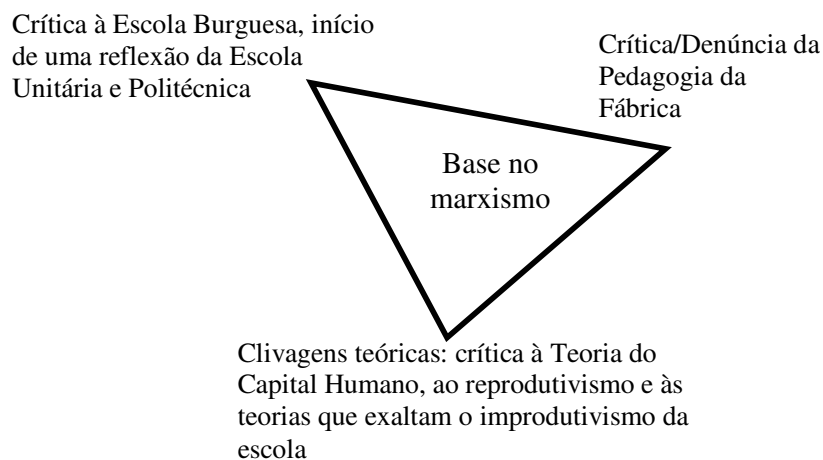 Crítica à Escola Burguesa, início
de uma reflexão da Escola
Unitária e Politécnica
Crítica/Denúncia da
Pedagogia da
Fábrica
Base no
marxismo
Clivagens teóricas: crítica à Teoria do
Capital Humano, ao reprodutivismo e às
teorias que exaltam o improdutivismo da
escola